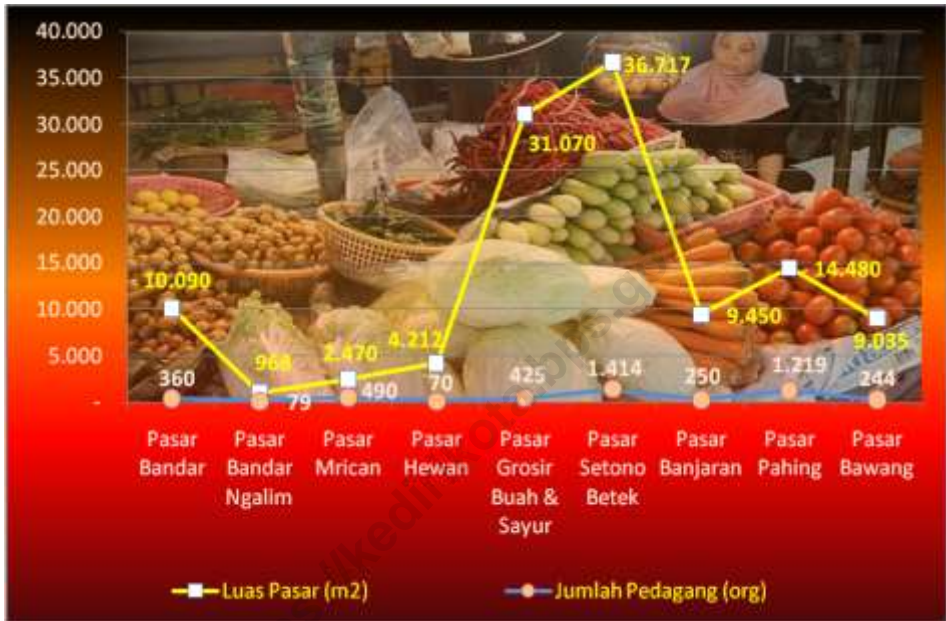 40.000
35.000
30.000
25.000
20.000
15.000
10.000
5.000
-
10.090
968
2.470
4.212
31.070
36.717
9.450
14.480
9.035
360
79
490
70
425
1.414
250
1.219
244
Pasar Bandar
Pasar Bandar Ngalim
Pasar Mrican
Pasar Hewan
Pasar Grosir Buah & Sayur
Pasar Setono Betek
Pasar Banjaran
Pasar Pahing
Pasar Bawang
Luas Pasar (m2)
Jumlah Pedagang (org)